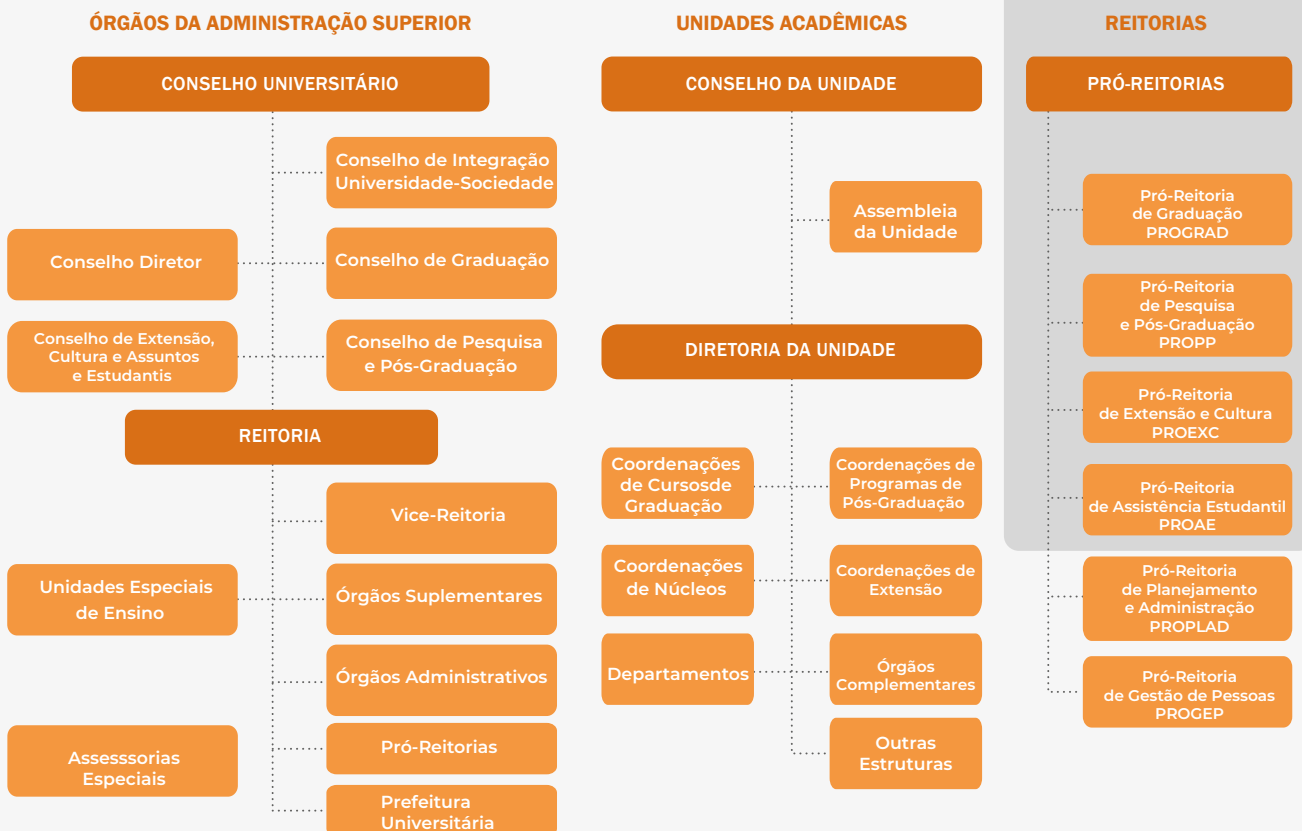 ÓRGÃOS DA ADMINISTRAÇÃO SUPERIOR
CONSELHO UNIVERSITÁRIO
Conselho de Integração
Universidade-Sociedade
Conselho Diretor
Conselho de Graduação
Conselho de Extensão,
Cultura e Assuntos
e Estudantis
Conselho de Pesquisa
e Pós-Graduação
REITORIA
Vice-Reitoria
Unidades Especiais
de Ensino
Órgãos Suplementares
Órgãos Administrativos
Assesssorias
Especiais
Pró-Reitorias
Prefeitura
Universitária
UNIDADES ACADÊMICAS
CONSELHO DA UNIDADE
Assembleia
da Unidade
DIRETORIA DA UNIDADE
Coordenações
de Cursosde
Graduação
Coordenações de
Programas de
Pós-Graduação
Coordenações
de Núcleos
Coordenações de
Extensão
Departamentos
Órgãos
Complementares
Outras
Estruturas
REITORIAS
PRÓ-REITORIAS
Pró-Reitoria
de Graduação
PROGRAD
Pró-Reitoria
de Pesquisa
e Pós-Graduação
PROPP
Pró-Reitoria
de Extensão e Cultura
PROEXC
Pró-Reitoria
de Assistência Estudantil
PROAE
Pró-Reitoria
de Planejamento
e Administração
PROPLAD
Pró-Reitoria
de Gestão de Pessoas
PROGEP